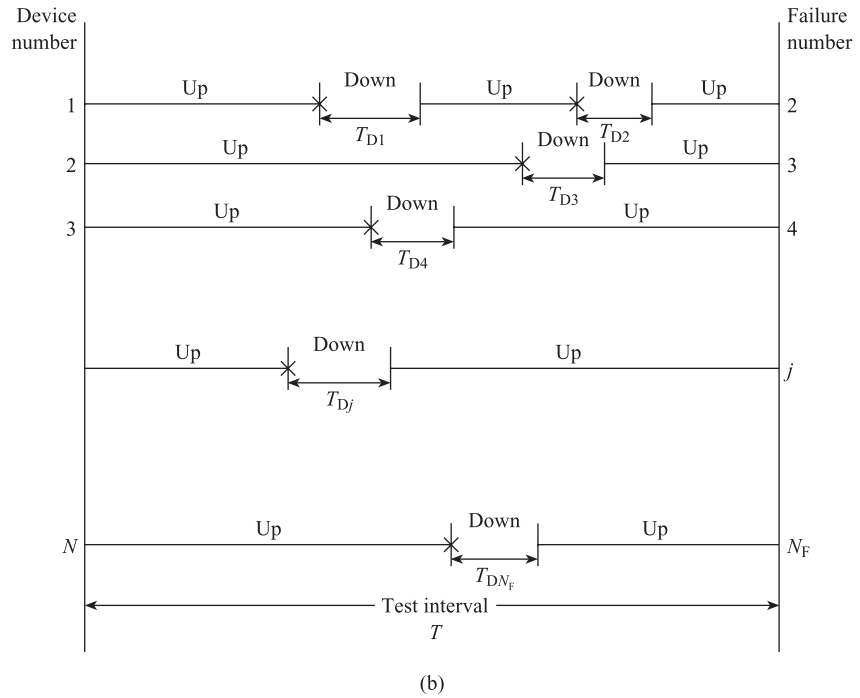 Device number
Failure number
Up Down Up Down Up
1 2
T_D1 T_D2
Up Down Up
2 3
T_D3
Up Down Up
3 4
T_D4
Up Down Up
j
T_Dj
Up Down Up
N N_F
T_DN_F
Test interval
T
(b)